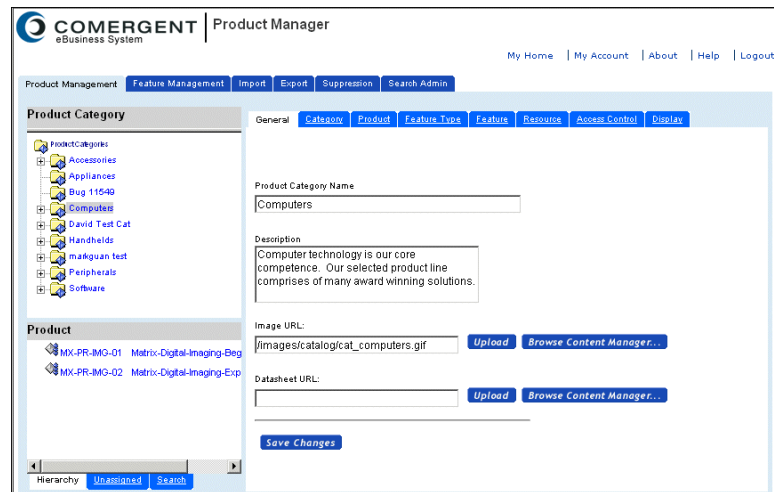 COMERGENT
eBusiness System
Product Manager
My Home | My Account | About | Help | Logout
Product Management Feature Management Import Export Suppression Search Admin
Product Category
ProductCategories
Accessories
Appliances
Bug 11549
Computers
David Test Cat
Handhelds
markguan test
Peripherals
Software
Product
MX-PR-IMG-01 Matrix-Digital-Imaging-Beg
MX-PR-IMG-02 Matrix-Digital-Imaging-Exp
Hierarchy Unassigned Search
General Category Product Feature Type Feature Resource Access Control Display
Product Category Name
Computers
Description
Computer technology is our core
competence. Our selected product line
comprises of many award winning solutions.
Image URL:
/images/catalog/cat_computers.gif
Upload Browse Content Manager...
Datasheet URL:
Upload Browse Content Manager...
Save Changes